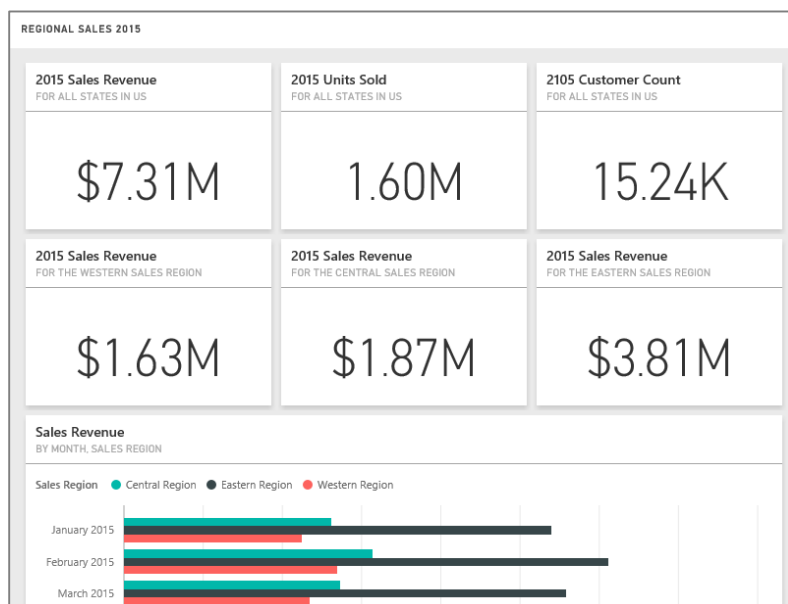 REGIONAL SALES 2015
2015 Sales Revenue
FOR ALL STATES IN US
$7.31M
2015 Units Sold
FOR ALL STATES IN US
1.60M
2105 Customer Count
FOR ALL STATES IN US
15.24K
2015 Sales Revenue
FOR THE WESTERN SALES REGION
$1.63M
2015 Sales Revenue
FOR THE CENTRAL SALES REGION
$1.87M
2015 Sales Revenue
FOR THE EASTERN SALES REGION
$3.81M
Sales Revenue
BY MONTH, SALES REGION
Sales Region Central Region Eastern Region Western Region
January 2015
February 2015
March 2015